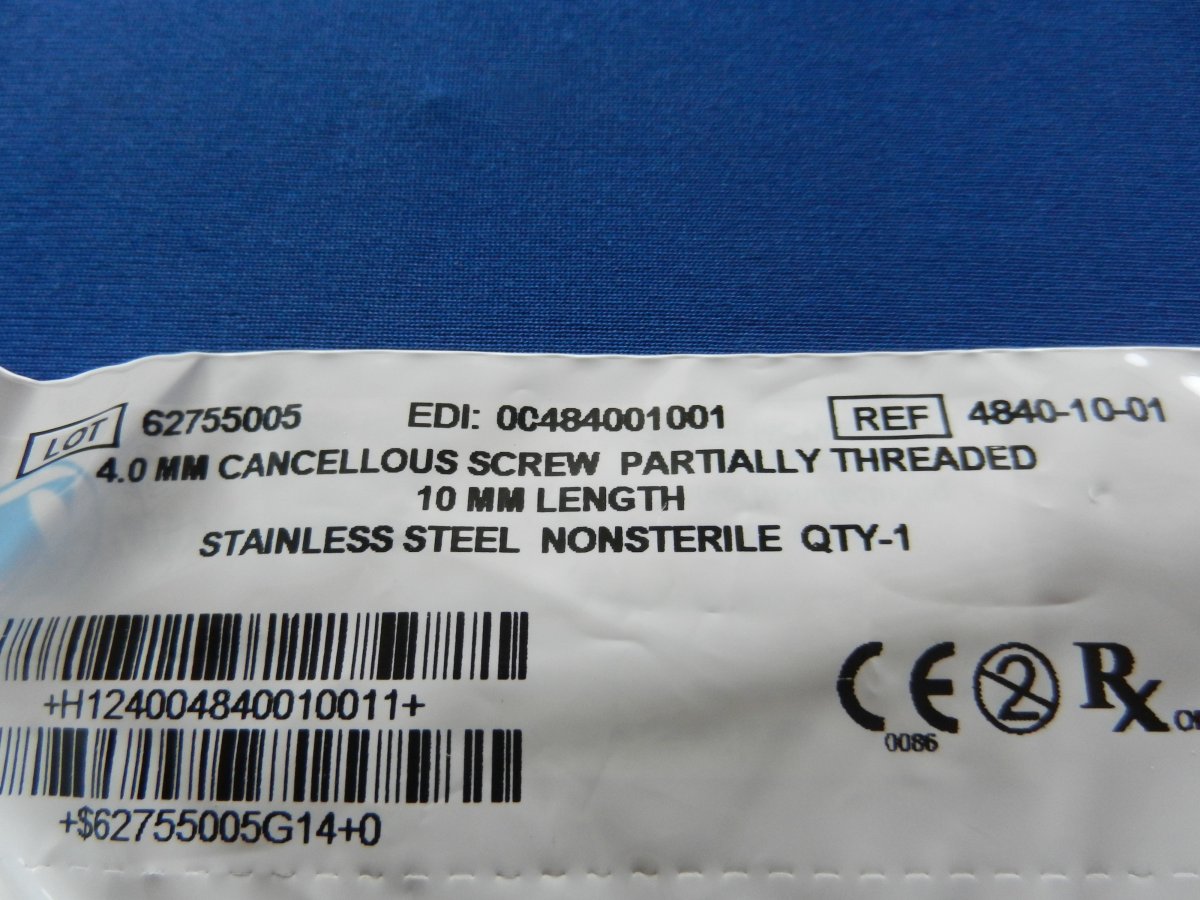 LOT 62755005 EDI: 00484001001 REF 4840-10-01
4.0 MM CANCELLOUS SCREW PARTIALLY THREADED
10 MM LENGTH
STAINLESS STEEL NONSTERILE QTY-1
+H124004840010011+
CE 2 Rx
0086
+$62755005G14+0